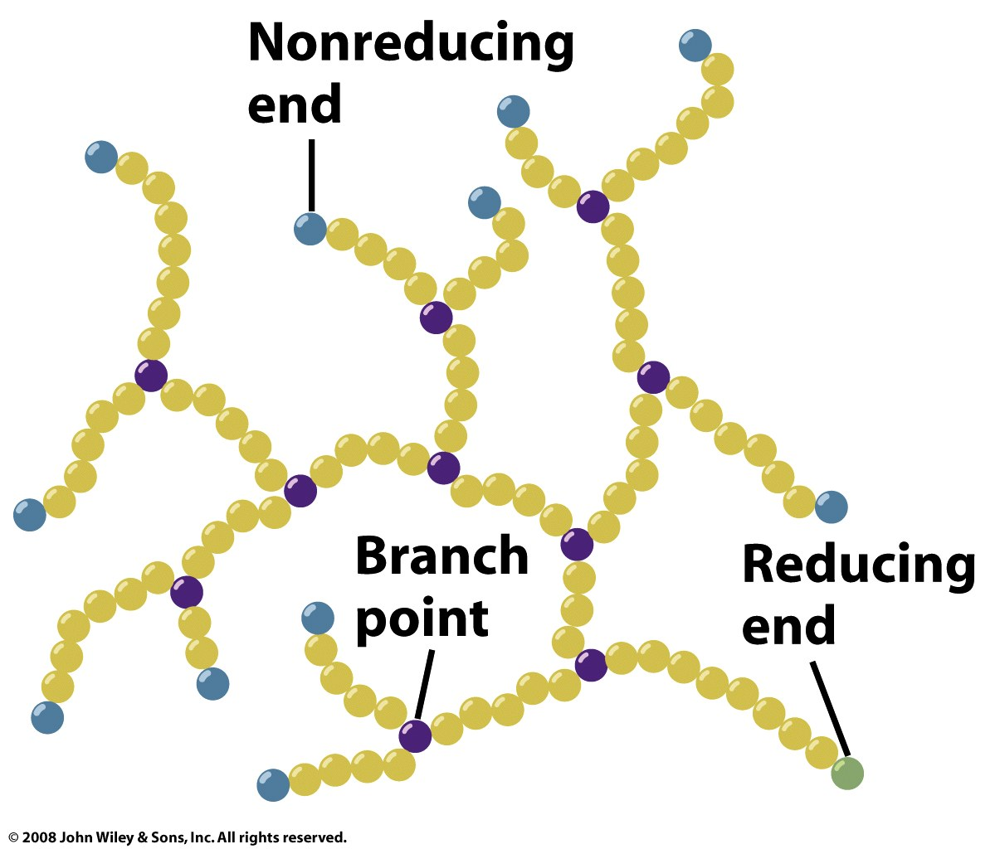 Nonreducing
end
Branch
point
Reducing
end
© 2008 John Wiley & Sons, Inc. All rights reserved.